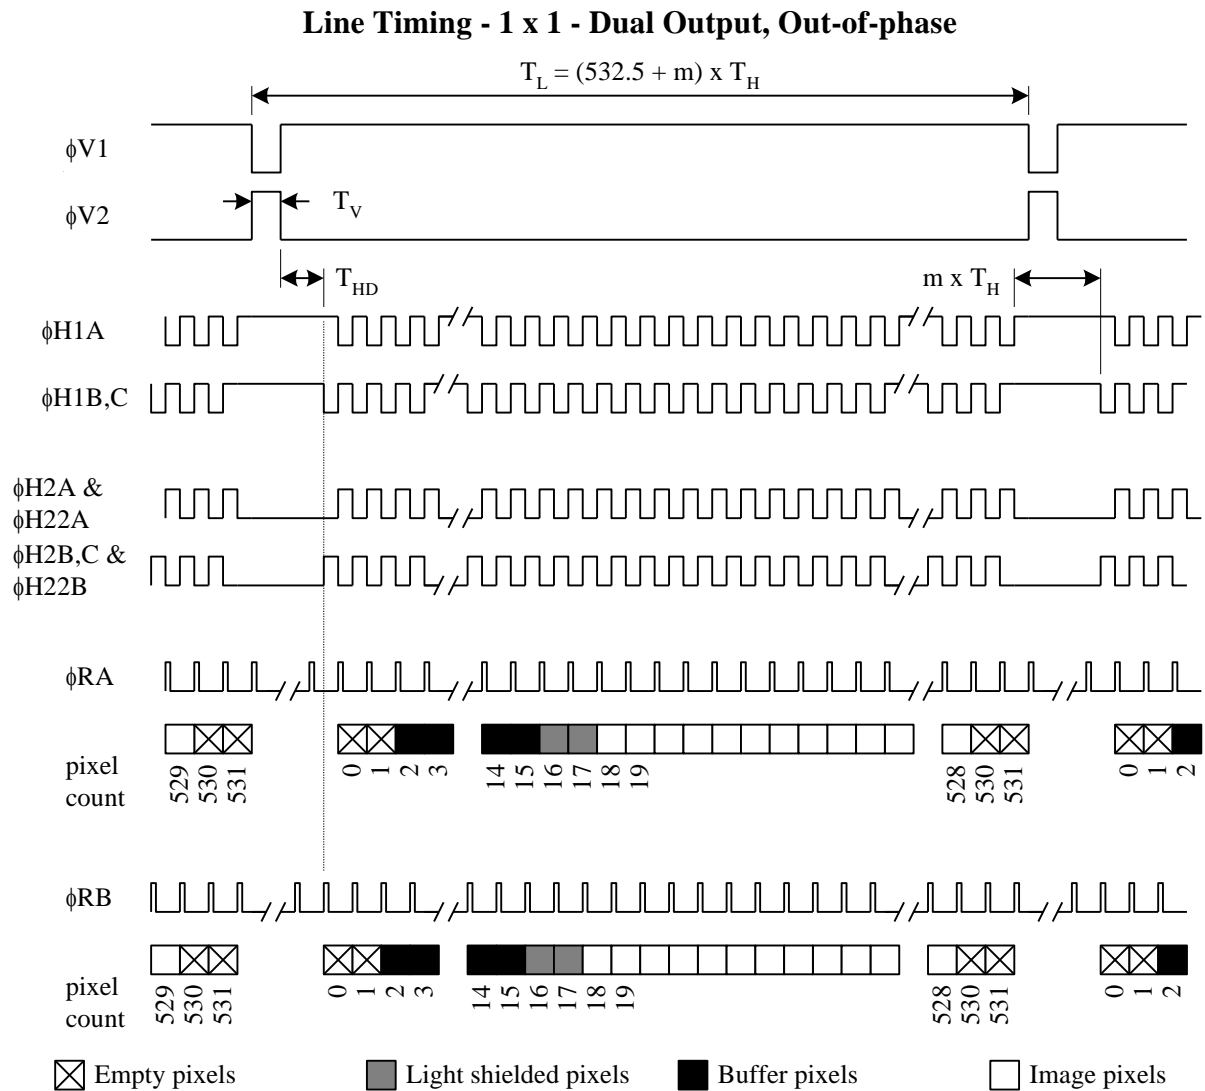 Line Timing - 1 x 1 - Dual Output, Out-of-phase
T_L = (532.5 + m) x T_H
ϕV1
ϕV2
T_V
T_HD
m x T_H
ϕH1A
ϕH1B,C
ϕH2A &
ϕH22A
ϕH2B,C &
ϕH22B
ϕRA
pixel
count
529 530 531 0 1 2 3 14 15 16 17 18 19 528 530 531 0 1 2
ϕRB
pixel
count
529 530 531 0 1 2 3 14 15 16 17 18 19 528 530 531 0 1 2
Empty pixels Light shielded pixels Buffer pixels Image pixels